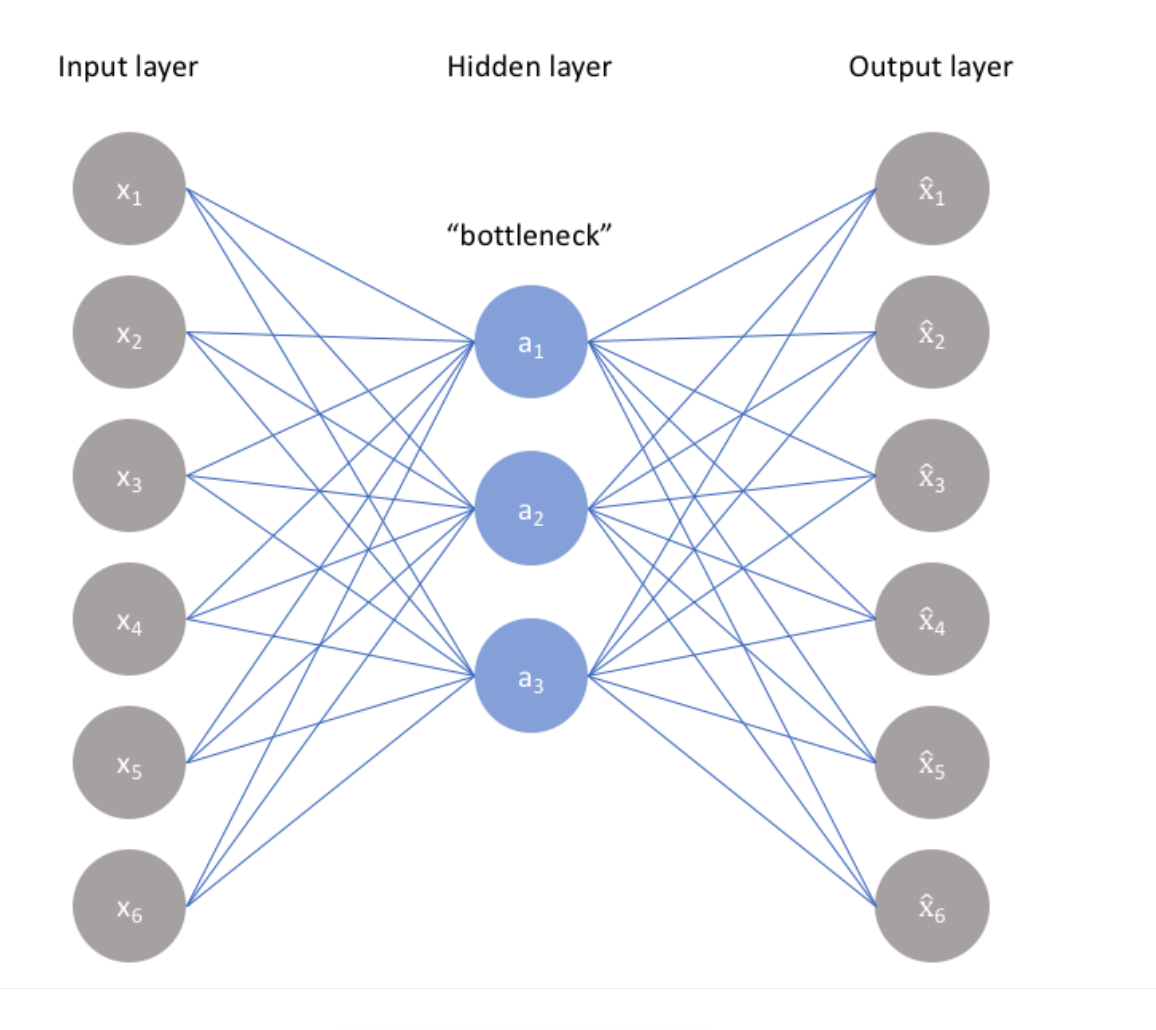 Input layer
Hidden layer
Output layer
“bottleneck”
x₁
x₂
x₃
x₄
x₅
x₆
a₁
a₂
a₃
x̂₁
x̂₂
x̂₃
x̂₄
x̂₅
x̂₆